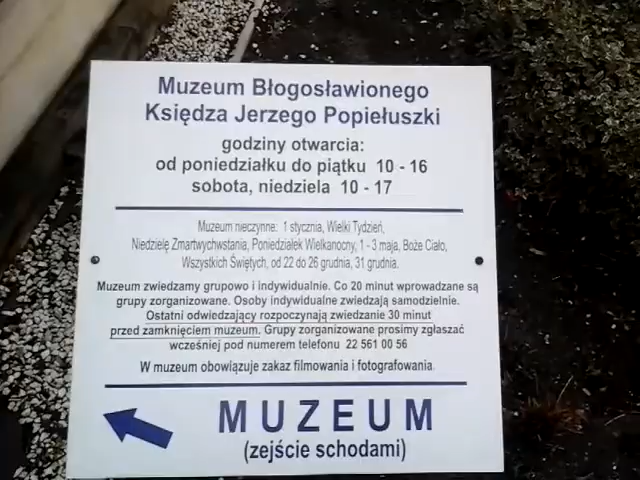 Muzeum Błogosławionego
Księdza Jerzego Popiełuszki
godziny otwarcia:
od poniedziałku do piątku 10 - 16
sobota, niedziela 10 - 17
Muzeum nieczynne: 1 stycznia, Wielki Tydzień,
Niedzielę Zmartwychwstania, Poniedziałek Wielkanocny, 1 - 3 maja, Boże Ciało,
Wszystkich Świętych, od 22 do 26 grudnia, 31 grudnia.
Muzeum zwiedzamy grupowo i indywidualnie. Co 20 minut wprowadzane są
grupy zorganizowane. Osoby indywidualne zwiedzają samodzielnie.
Ostatni odwiedzający rozpoczynają zwiedzanie 30 minut
przed zamknięciem muzeum. Grupy zorganizowane prosimy zgłaszać
wcześniej pod numerem telefonu 22 561 00 56
W muzeum obowiązuje zakaz filmowania i fotografowania.
MUZEUM
(zejście schodami)